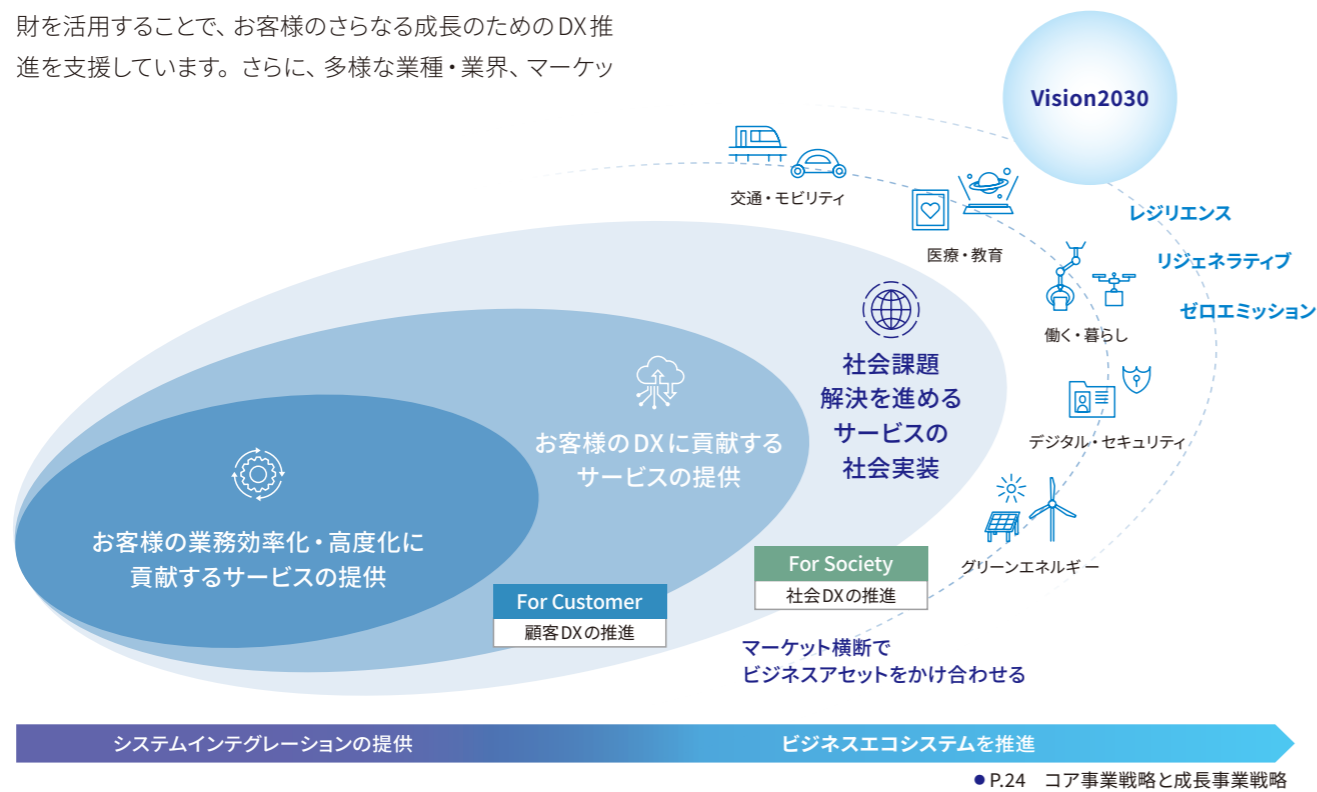 財を活用することで、お客様のさらなる成長のためのDX推
進を支援しています。さらに、多様な業種・業界、マーケッ
Vision2030
交通・モビリティ
医療・教育
働く・暮らし
デジタル・セキュリティ
グリーンエネルギー
レジリエンス
リジェネラティブ
ゼロエミッション
社会課題
解決を進める
サービスの
社会実装
お客様のDXに貢献する
サービスの提供
お客様の業務効率化・高度化に
貢献するサービスの提供
For Customer
顧客DXの推進
For Society
社会DXの推進
マーケット横断で
ビジネスアセットをかけ合わせる
システムインテグレーションの提供
ビジネスエコシステムを推進
●P.24 コア事業戦略と成長事業戦略